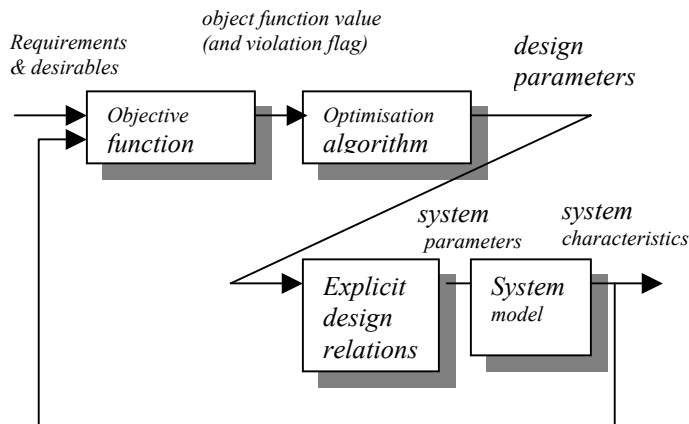 Requirements
& desirables
object function value
(and violation flag)
design
parameters
Objective
function
Optimisation
algorithm
system
parameters
system
characteristics
Explicit
design
relations
System
model